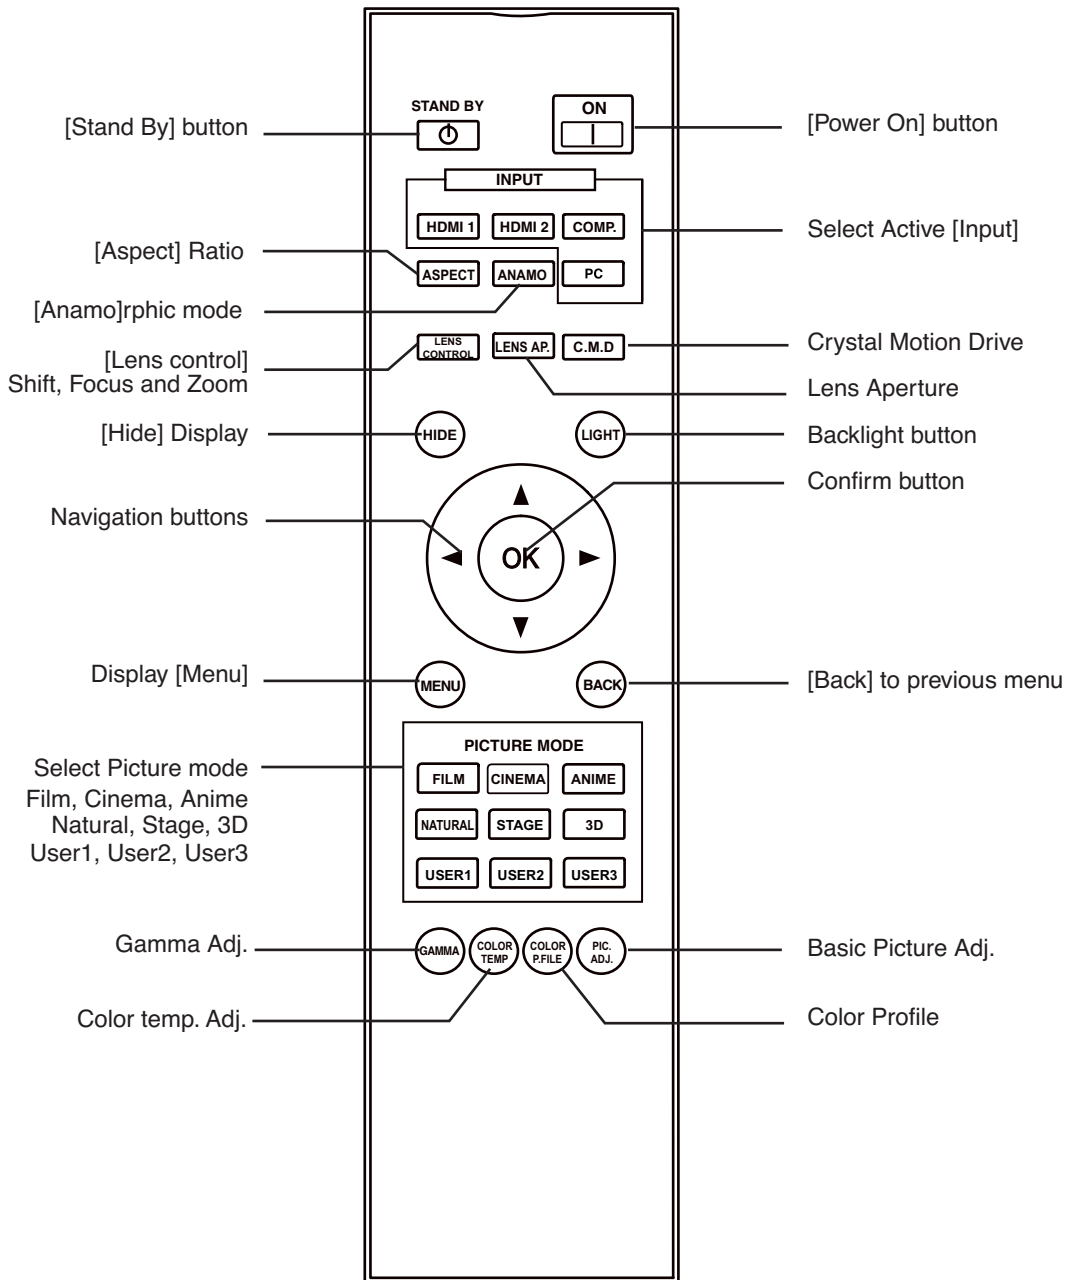 STAND BY
ON
[Stand By] button
[Power On] button
INPUT
HDMI 1
HDMI 2
COMP.
Select Active [Input]
[Aspect] Ratio
ASPECT
ANAMO
PC
[Anamo]rphic mode
LENS
CONTROL
LENS AP.
C.M.D
Crystal Motion Drive
[Lens control]
Shift, Focus and Zoom
Lens Aperture
[Hide] Display
HIDE
LIGHT
Backlight button
Confirm button
Navigation buttons
OK
Display [Menu]
MENU
BACK
[Back] to previous menu
PICTURE MODE
Select Picture mode
Film, Cinema, Anime
Natural, Stage, 3D
User1, User2, User3
FILM
CINEMA
ANIME
NATURAL
STAGE
3D
USER1
USER2
USER3
Gamma Adj.
GAMMA
COLOR
TEMP
COLOR
P.FILE
PIC.
ADJ.
Basic Picture Adj.
Color temp. Adj.
Color Profile